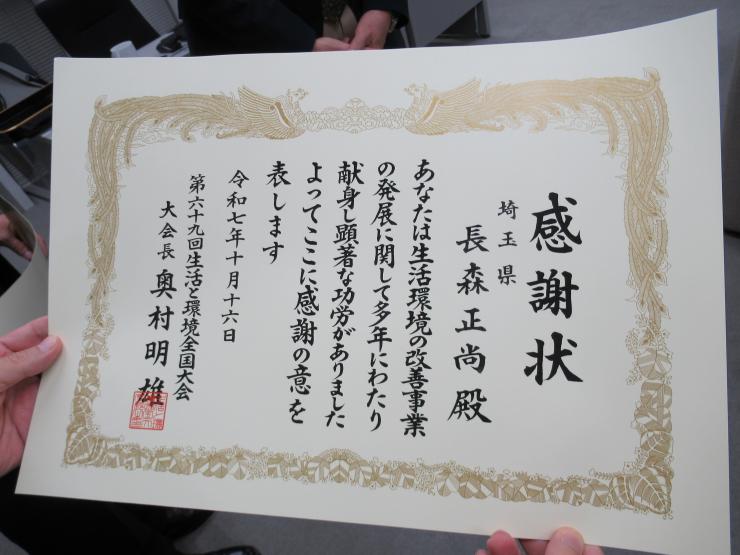 感謝状
埼玉県
長森正尚殿
あなたは生活環境の改善事業
の発展に関して多年にわたり
献身し顕著な功労がありました
よってここに感謝の意を
表します
令和七年十月十六日
第六十九回生活と環境全国大会
大会長 奥村明雄